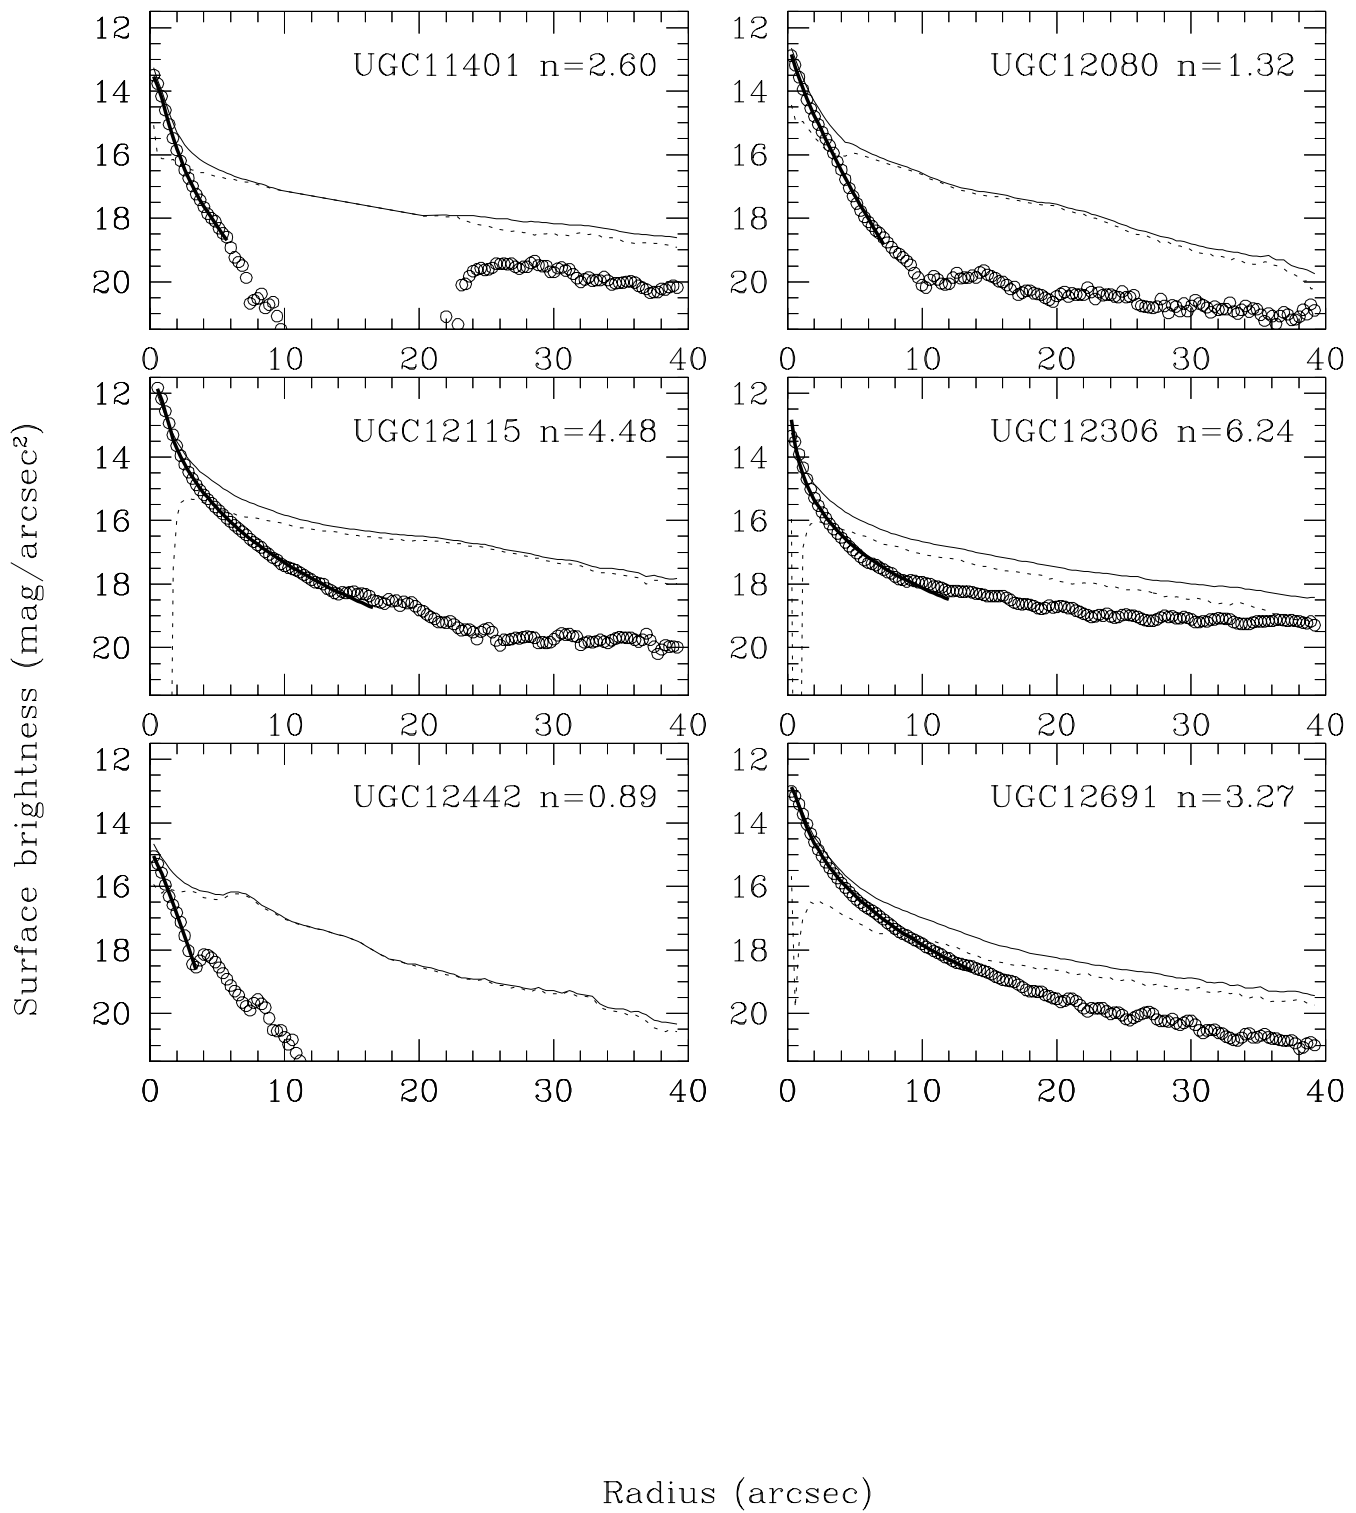 12
14
16
18
20
UGC11401 n=2.60
0 10 20 30 40
12
14
16
18
20
UGC12080 n=1.32
0 10 20 30 40
12
14
16
18
20
UGC12115 n=4.48
0 10 20 30 40
12
14
16
18
20
UGC12306 n=6.24
0 10 20 30 40
12
14
16
18
20
UGC12442 n=0.89
0 10 20 30 40
12
14
16
18
20
UGC12691 n=3.27
0 10 20 30 40
Surface brightness (mag/arcsec²)
Radius (arcsec)